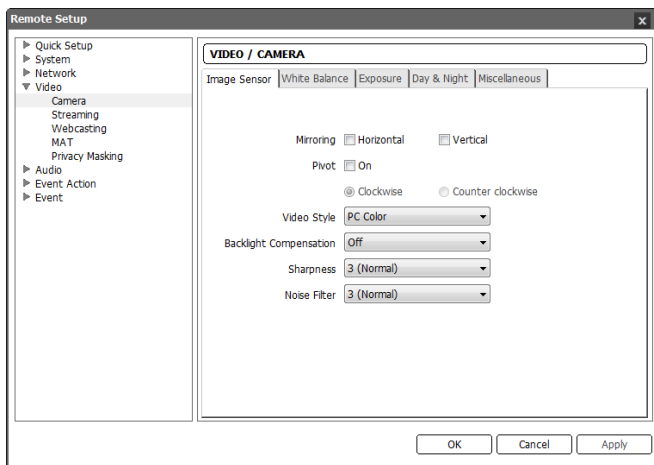 Remote Setup
x
Quick Setup
System
Network
Video
Camera
Streaming
Webcasting
MAT
Privacy Masking
Audio
Event Action
Event
VIDEO / CAMERA
Image Sensor White Balance Exposure Day & Night Miscellaneous
Mirroring Horizontal Vertical
Pivot On
Clockwise Counter clockwise
Video Style PC Color
Backlight Compensation Off
Sharpness 3 (Normal)
Noise Filter 3 (Normal)
OK Cancel Apply